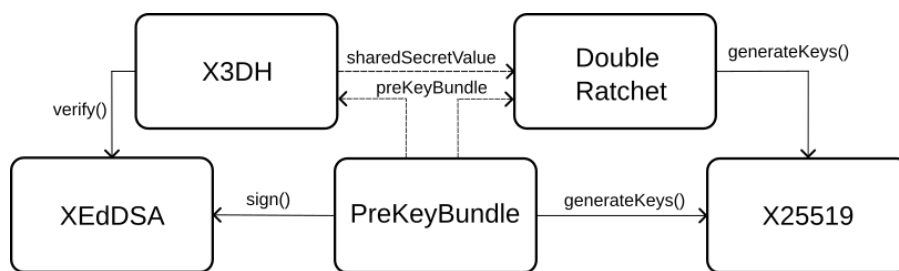 X3DH
sharedSecretValue
preKeyBundle
Double
Ratchet
generateKeys()
verify()
XEdDSA
sign()
PreKeyBundle
generateKeys()
X25519